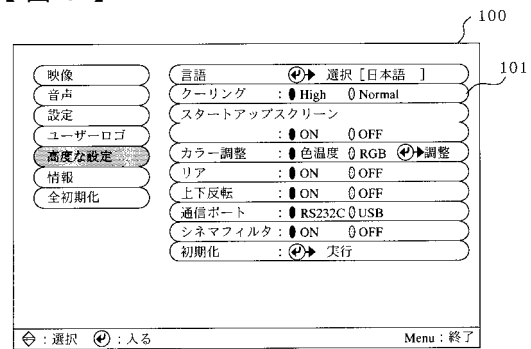 100
101
映像
音声
設定
ユーザーロゴ
高度な設定
情報
全初期化
言語 選択 [日本語 ]
クーリング : High Normal
スタートアップスクリーン
: ON OFF
カラー調整 : 色温度 RGB 調整
リア : ON OFF
上下反転 : ON OFF
通信ポート : RS232C USB
シネマフィルタ : ON OFF
初期化 : 実行
: 選択 : 入る Menu : 終了